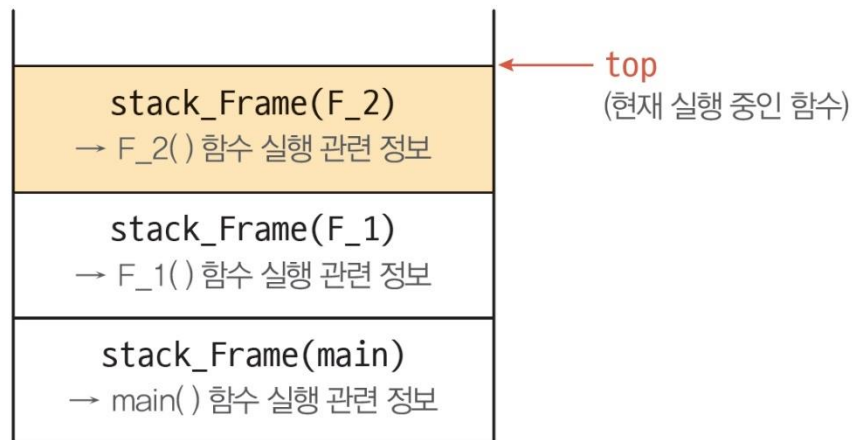 top
(현재 실행 중인 함수)
stack_Frame(F_2)
→ F_2( ) 함수 실행 관련 정보
stack_Frame(F_1)
→ F_1( ) 함수 실행 관련 정보
stack_Frame(main)
→ main( ) 함수 실행 관련 정보